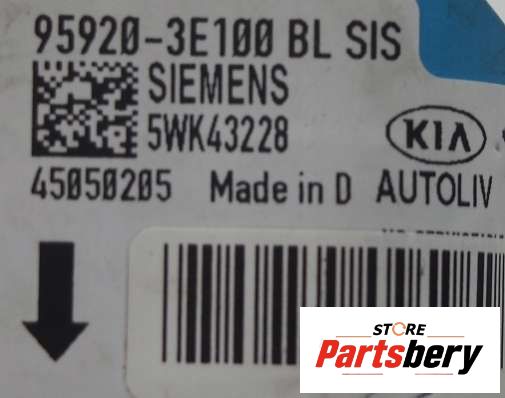 95920-3E100 BL SIS
SIEMENS
5WK43228
KIA
45050205 Made in D AUTOLIV
STORE
Partsbery